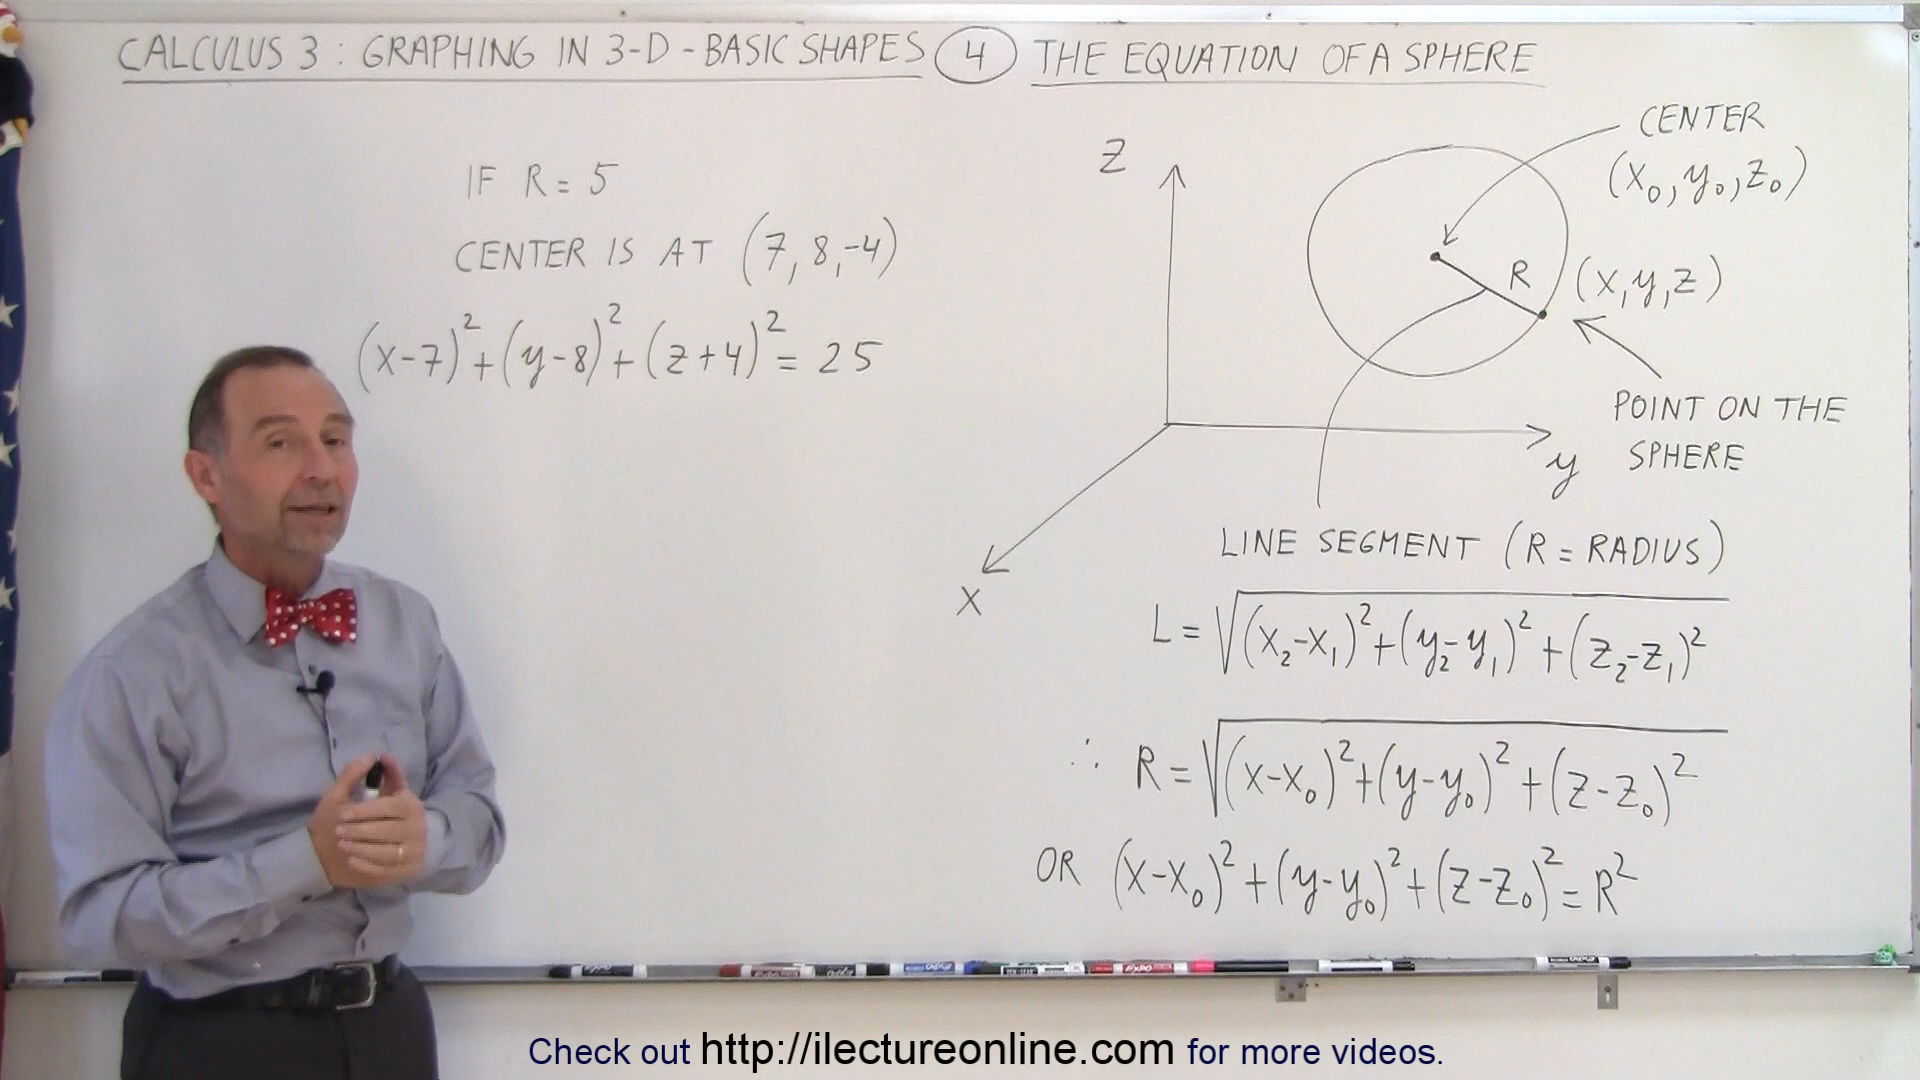 CALCULUS 3 : GRAPHING IN 3-D - BASIC SHAPES 4 THE EQUATION OF A SPHERE
IF R = 5
CENTER IS AT (7, 8, -4)
(x-7)² + (y-8)² + (z+4)² = 25
Z
CENTER
(x₀, y₀, z₀)
R (x, y, z)
POINT ON THE
SPHERE
y
X
LINE SEGMENT (R = RADIUS)
L = √(x₂-x₁)² + (y₂-y₁)² + (z₂-z₁)²
∴ R = √(x-x₀)² + (y-y₀)² + (z-z₀)²
OR (x-x₀)² + (y-y₀)² + (z-z₀)² = R²
EXPO
Check out http://ilectureonline.com for more videos.